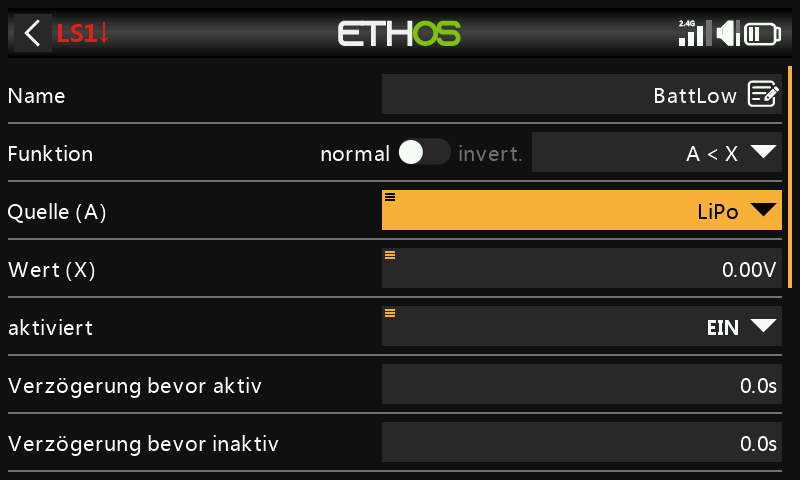 LS1↓ ETHOS 2.4G
Name BattLow
Funktion normal invert. A < X
Quelle (A) LiPo
Wert (X) 0.00V
aktiviert EIN
Verzögerung bevor aktiv 0.0s
Verzögerung bevor inaktiv 0.0s